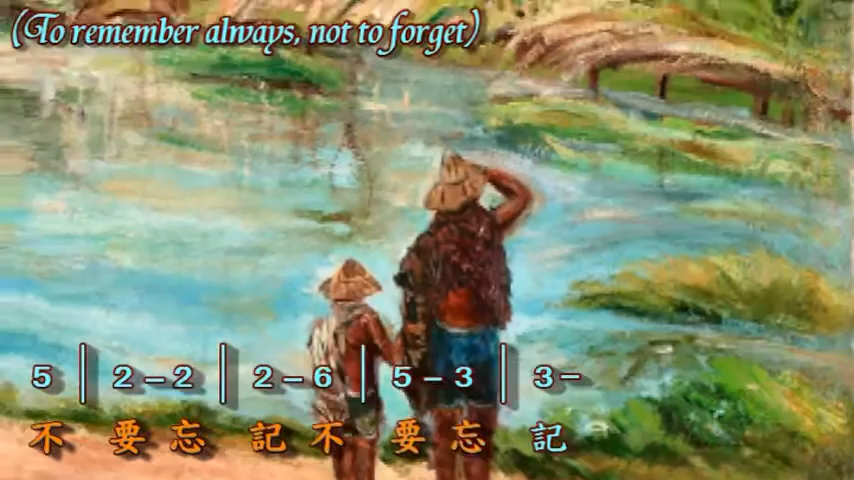 (To remember always, not to forget)
5 | 2 – 2 | 2 – 6 | 5 – 3 | 3 –
不 要 忘 記 不 要 忘 記